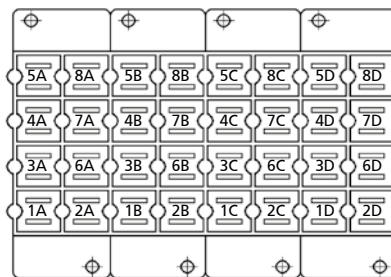 5A 8A 5B 8B 5C 8C 5D 8D
4A 7A 4B 7B 4C 7C 4D 7D
3A 6A 3B 6B 3C 6C 3D 6D
1A 2A 1B 2B 1C 2C 1D 2D